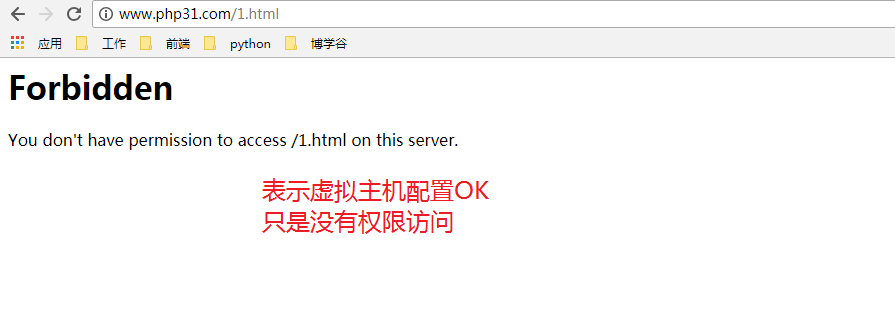 www.php31.com/1.html
应用 工作 前端 python 博学谷
Forbidden
You don't have permission to access /1.html on this server.
表示虚拟主机配置OK
只是没有权限访问